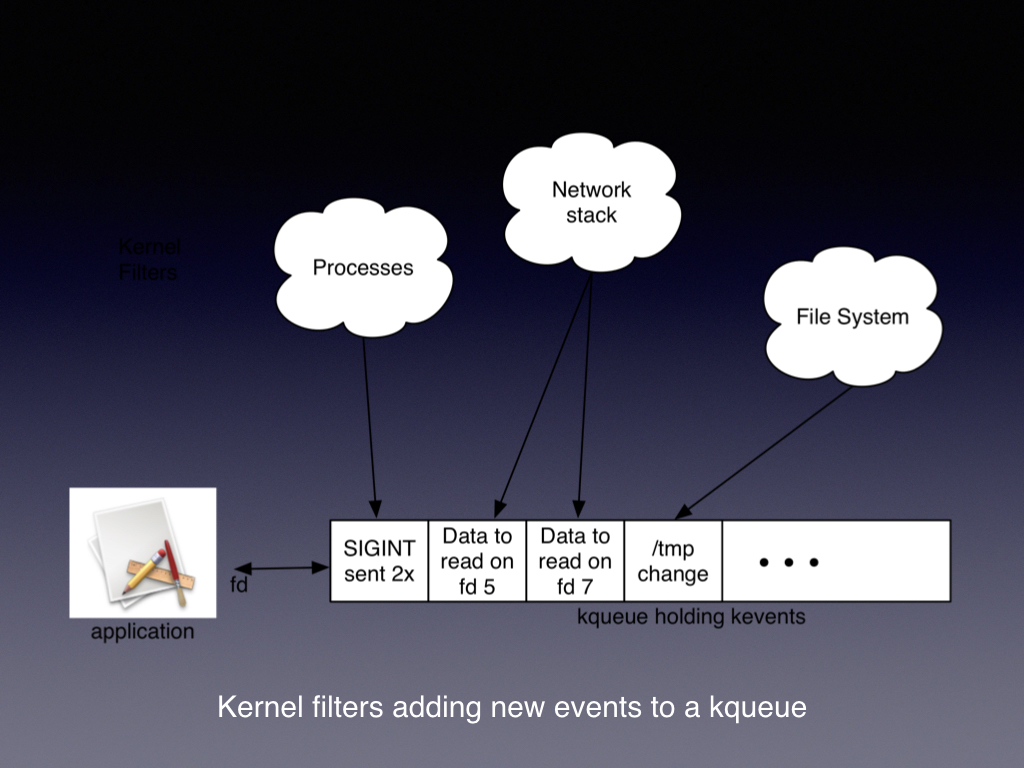 Network
stack
Kernel
Filters
Processes
File System
SIGINT
sent 2x
Data to
read on
fd 5
Data to
read on
fd 7
/tmp
change
• • •
fd
application
kqueue holding kevents
Kernel filters adding new events to a kqueue